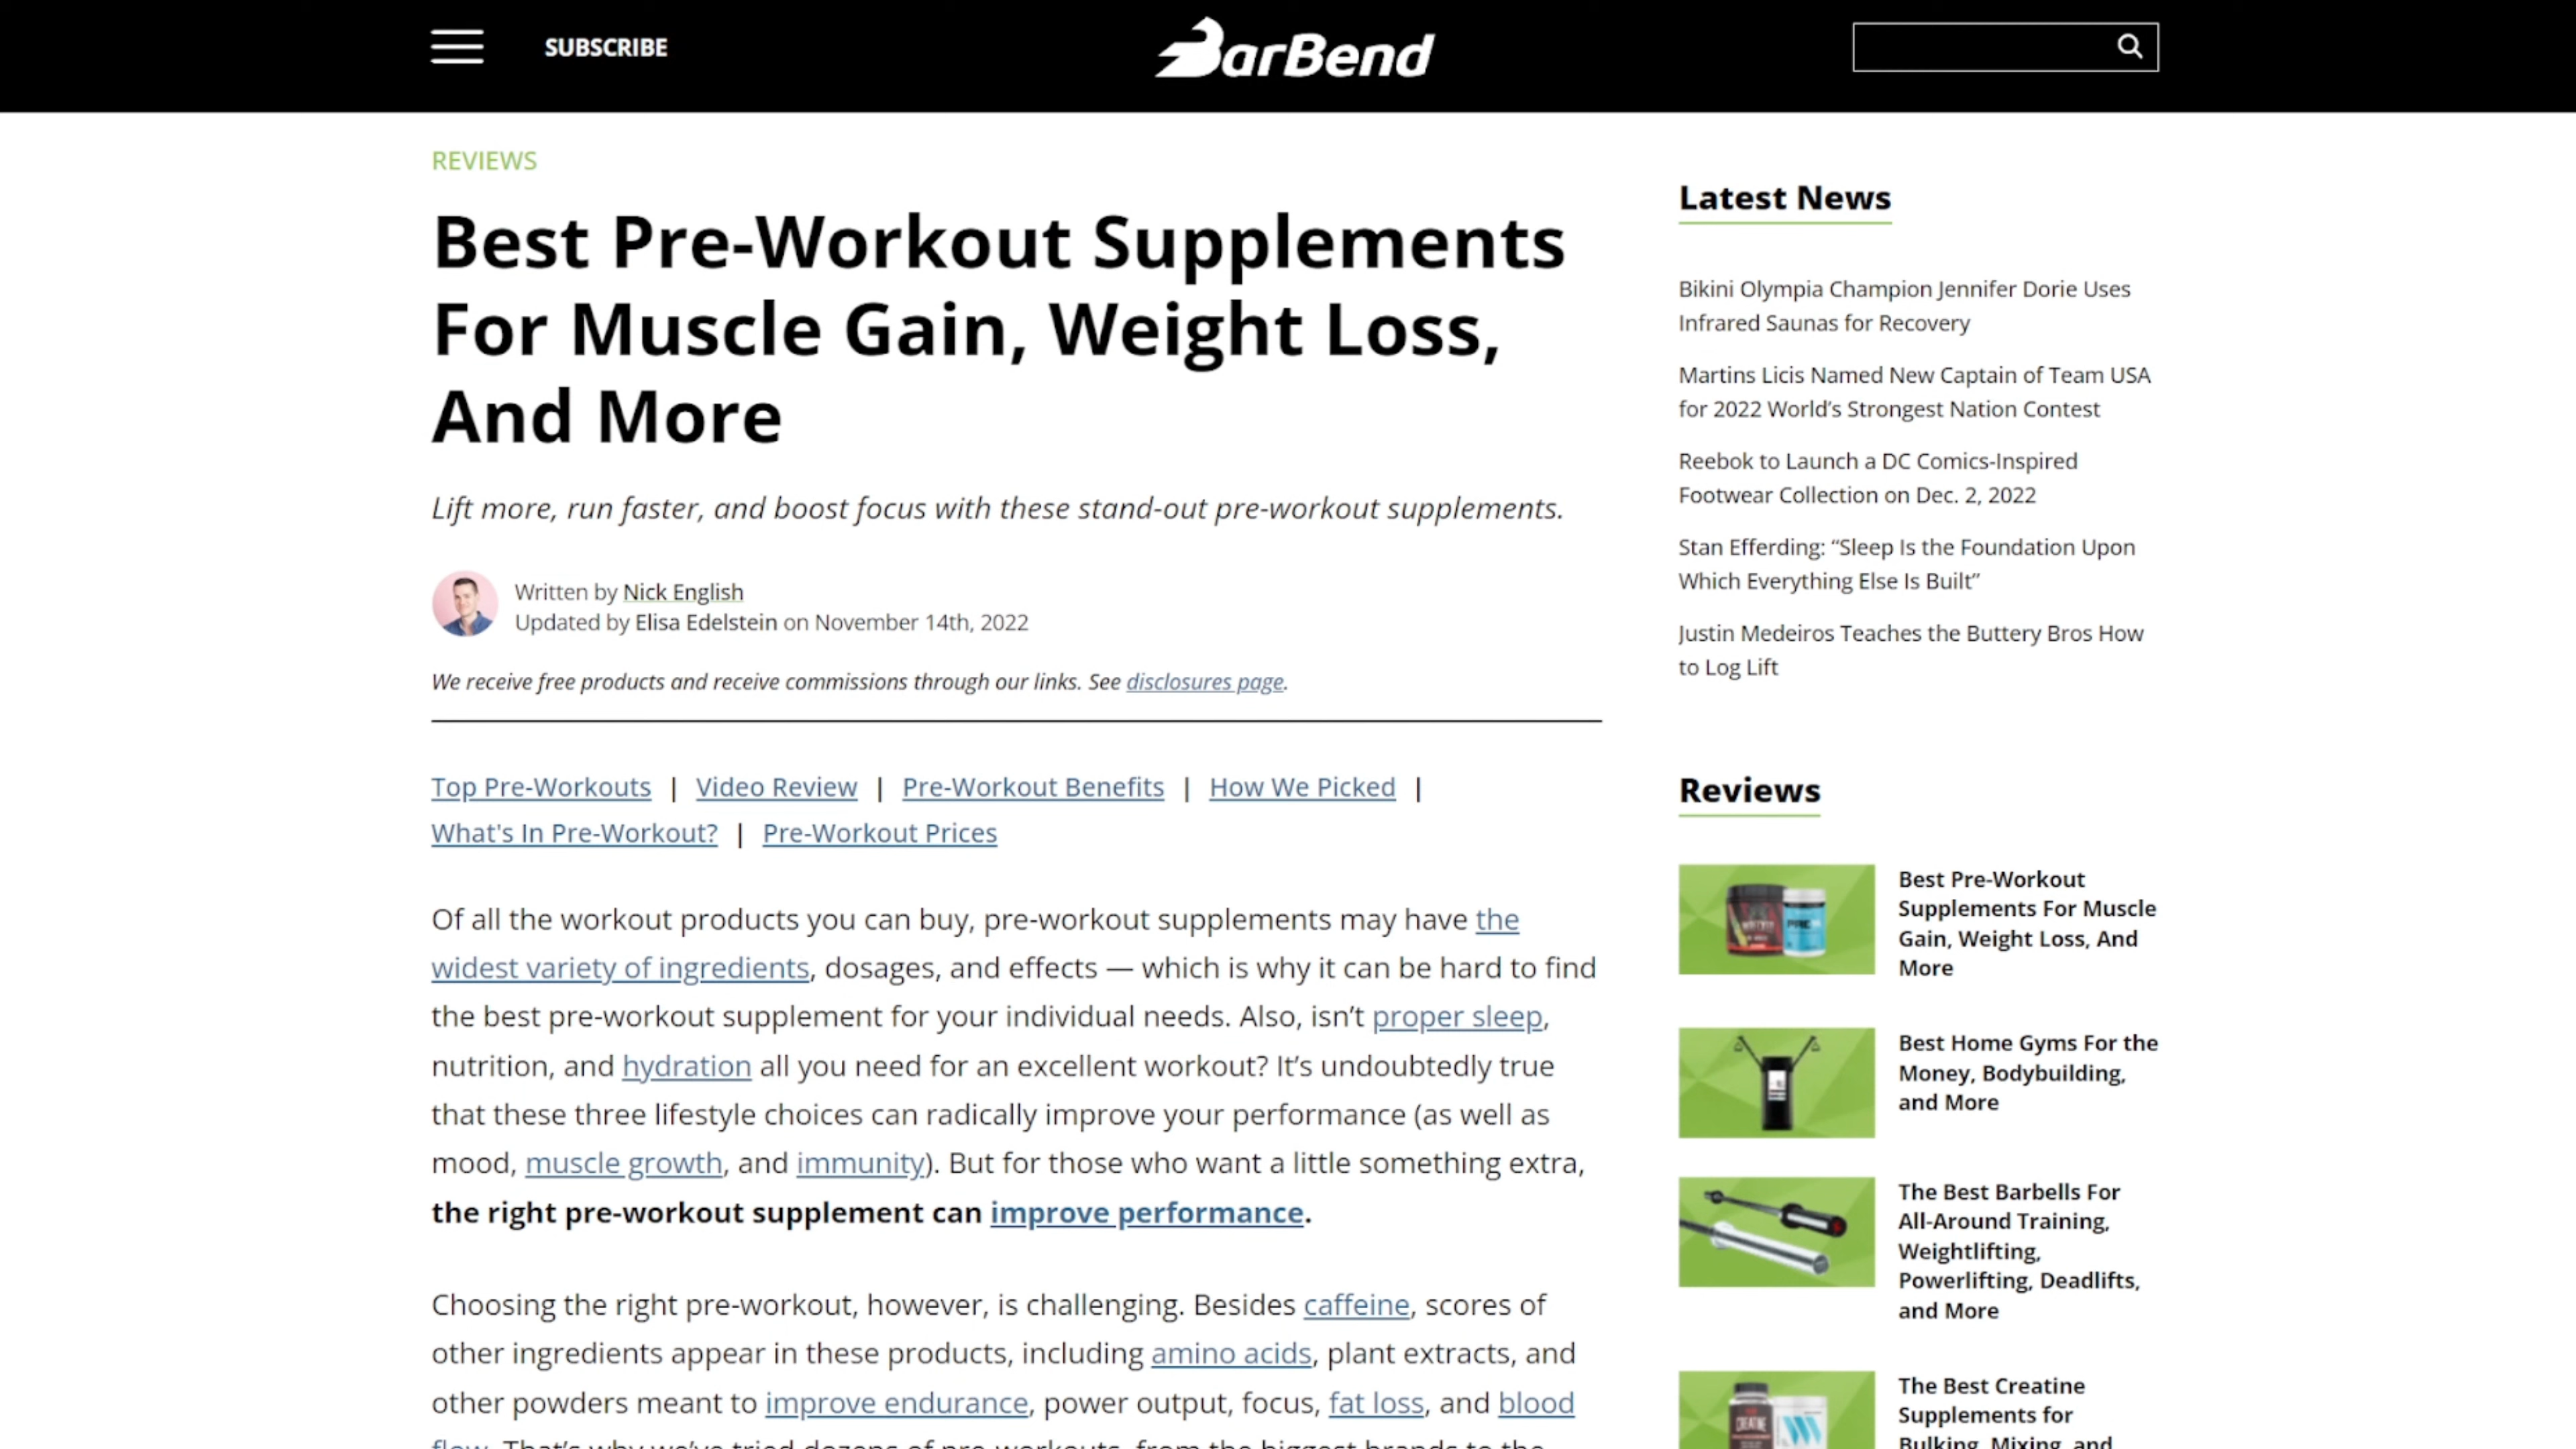 SUBSCRIBE
BarBend
REVIEWS
Best Pre-Workout Supplements
For Muscle Gain, Weight Loss,
And More
Lift more, run faster, and boost focus with these stand-out pre-workout supplements.
Written by Nick English
Updated by Elisa Edelstein on November 14th, 2022
We receive free products and receive commissions through our links. See disclosures page.
Top Pre-Workouts | Video Review | Pre-Workout Benefits | How We Picked |
What's In Pre-Workout? | Pre-Workout Prices
Of all the workout products you can buy, pre-workout supplements may have the
widest variety of ingredients, dosages, and effects — which is why it can be hard to find
the best pre-workout supplement for your individual needs. Also, isn’t proper sleep,
nutrition, and hydration all you need for an excellent workout? It’s undoubtedly true
that these three lifestyle choices can radically improve your performance (as well as
mood, muscle growth, and immunity). But for those who want a little something extra,
the right pre-workout supplement can improve performance.
Choosing the right pre-workout, however, is challenging. Besides caffeine, scores of
other ingredients appear in these products, including amino acids, plant extracts, and
other powders meant to improve endurance, power output, focus, fat loss, and blood
flow. That’s why we’ve tried dozens of pre-workouts, from the biggest brands to the
Latest News
Bikini Olympia Champion Jennifer Dorie Uses
Infrared Saunas for Recovery
Martins Licis Named New Captain of Team USA
for 2022 World’s Strongest Nation Contest
Reebok to Launch a DC Comics-Inspired
Footwear Collection on Dec. 2, 2022
Stan Efferding: “Sleep Is the Foundation Upon
Which Everything Else Is Built”
Justin Medeiros Teaches the Buttery Bros How
to Log Lift
Reviews
Best Pre-Workout
Supplements For Muscle
Gain, Weight Loss, And
More
Best Home Gyms For the
Money, Bodybuilding,
and More
The Best Barbells For
All-Around Training,
Weightlifting,
Powerlifting, Deadlifts,
and More
CREATINE
The Best Creatine
Supplements for
Bulking, Mixing, and